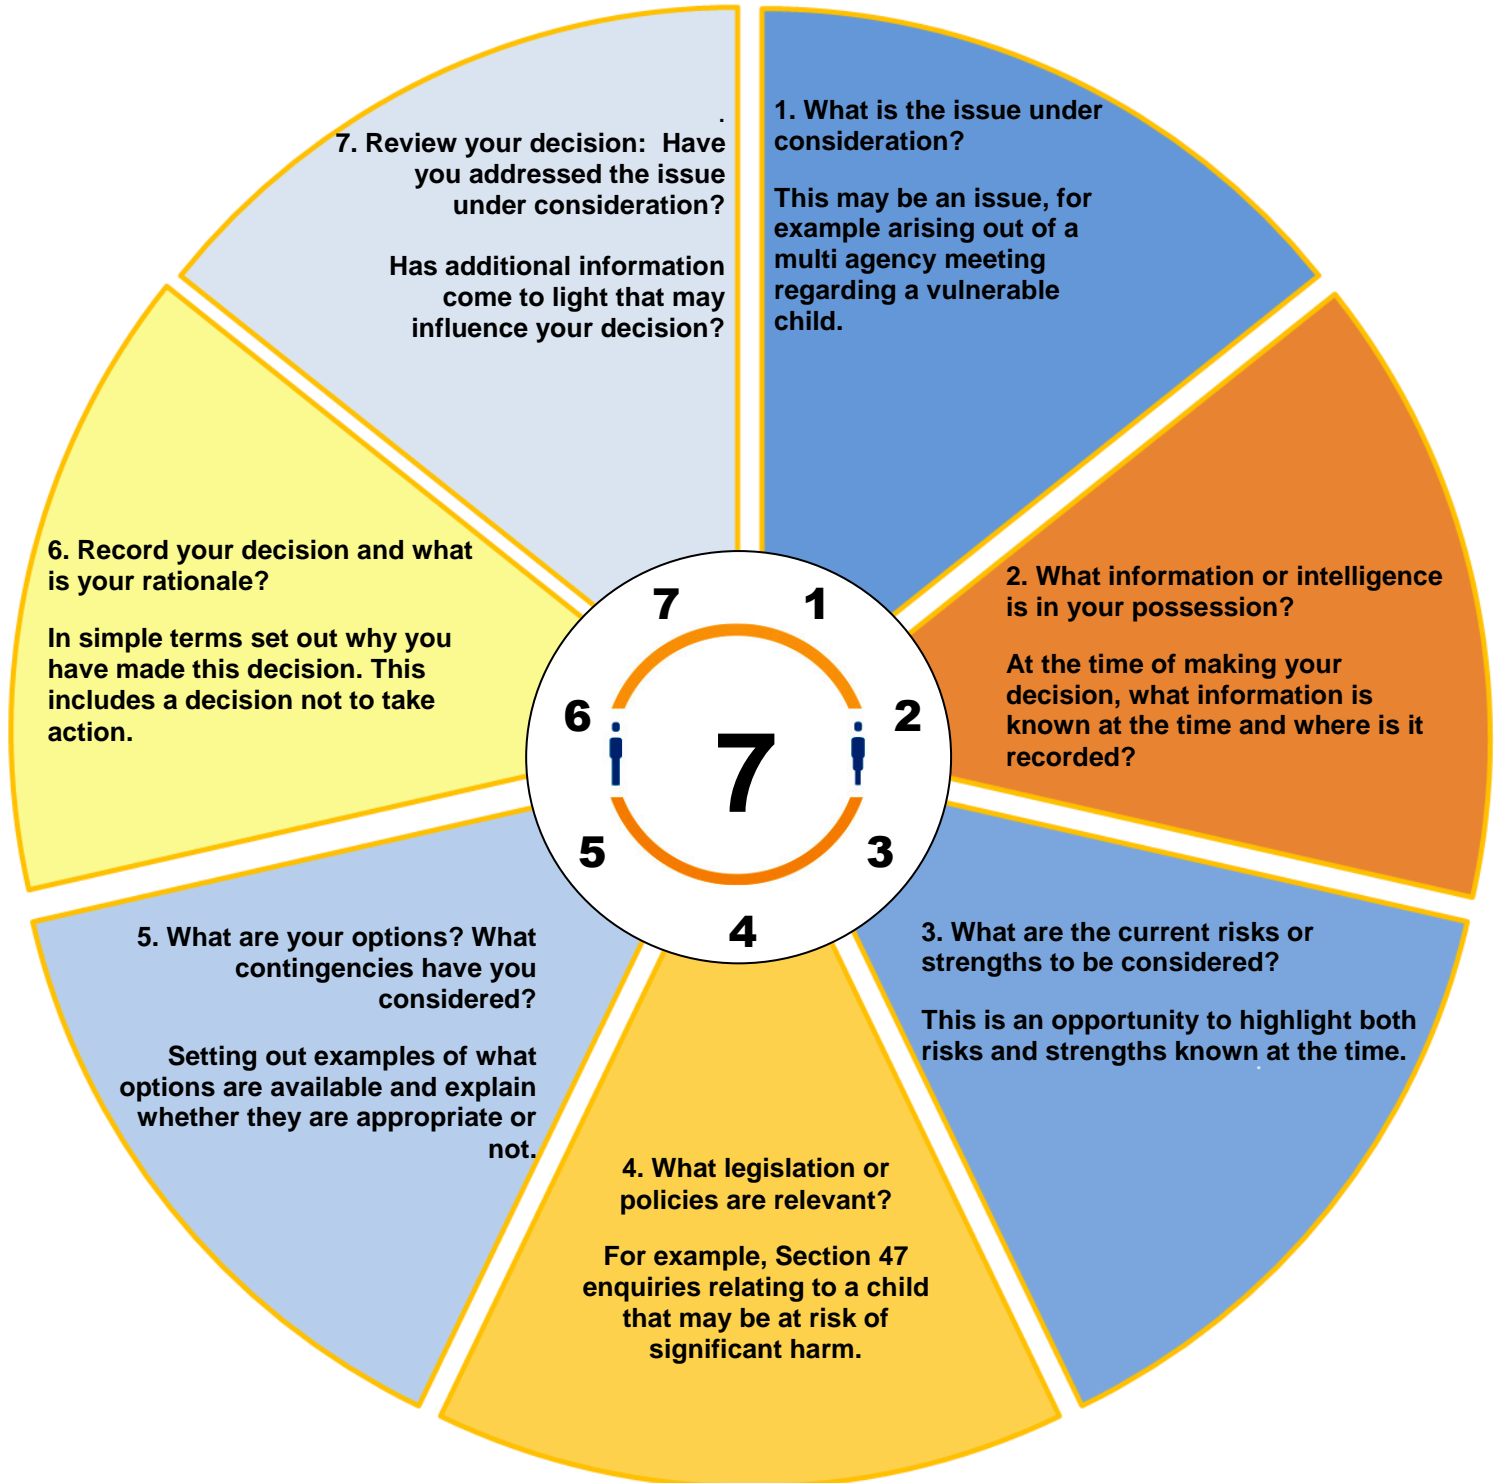 1. What is the issue under
consideration?
This may be an issue, for
example arising out of a
multi agency meeting
regarding a vulnerable
child.
2. What information or intelligence
is in your possession?
At the time of making your
decision, what information is
known at the time and where is it
recorded?
3. What are the current risks or
strengths to be considered?
This is an opportunity to highlight both
risks and strengths known at the time.
4. What legislation or
policies are relevant?
For example, Section 47
enquiries relating to a child
that may be at risk of
significant harm.
5. What are your options? What
contingencies have you
considered?
Setting out examples of what
options are available and explain
whether they are appropriate or
not.
6. Record your decision and what
is your rationale?
In simple terms set out why you
have made this decision. This
includes a decision not to take
action.
.
7. Review your decision:  Have
you addressed the issue
under consideration?
Has additional information
come to light that may
influence your decision?
1
2
3
4
5
6
7
7